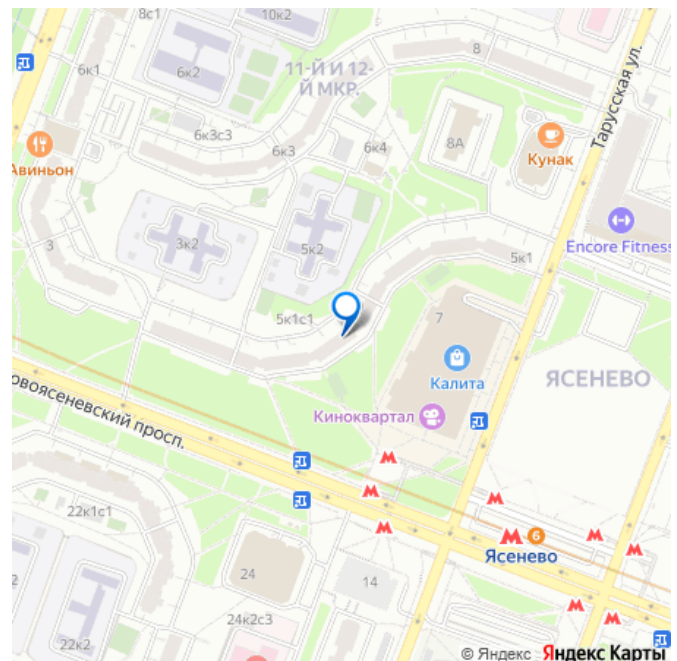 8с1
10к2
6к1
6к2
11-Й И 12-
Й МКР.
8
Тарусская ул.
6к3с3
6к3
6к4
8А
Кунак
Авиньон
3
3к2
5к2
5к1
Encore Fitness
5к1с1
7
Калита
ЯСЕНЕВО
Киноквартал
овоясеневский просп.
22к1с1
6
Ясенево
24
14
24к2с3
2
22к2
© Яндекс Яндекс Карты